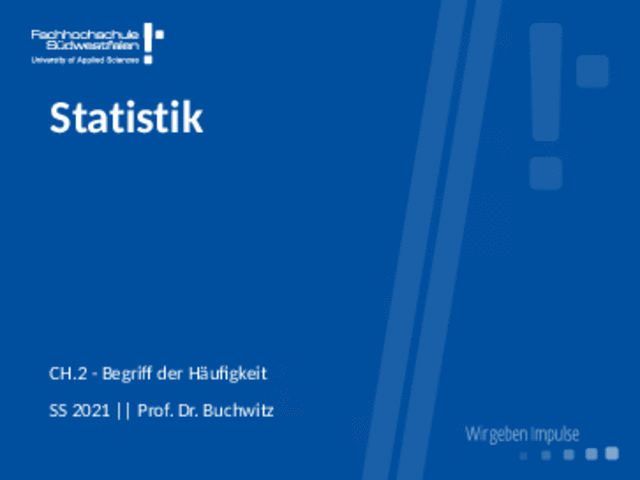 Fachhochschule
Südwestfalen
University of Applied Sciences
Statistik
CH.2 - Begriff der Häufigkeit
SS 2021 || Prof. Dr. Buchwitz
Wir geben Impulse